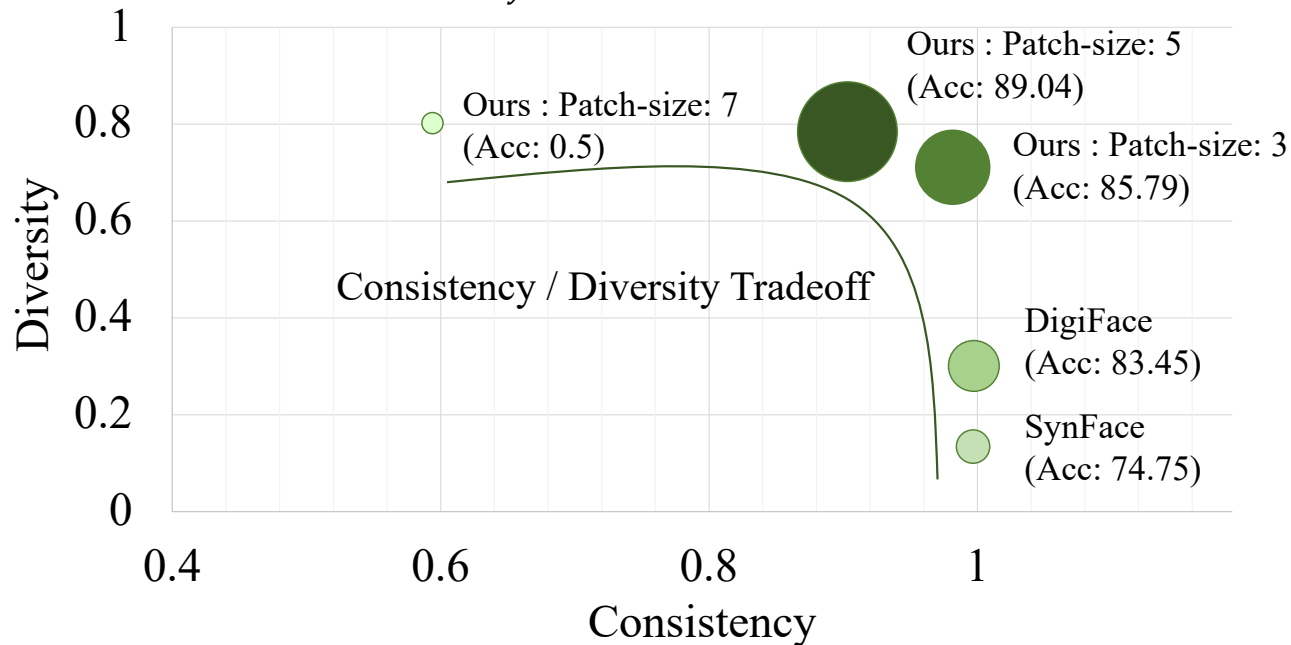 1
Ours : Patch-size: 5
(Acc: 89.04)
Ours : Patch-size: 7
(Acc: 0.5)
0.8
Ours : Patch-size: 3
(Acc: 85.79)
0.6
Diversity
Consistency / Diversity Tradeoff
0.4
DigiFace
(Acc: 83.45)
0.2
SynFace
(Acc: 74.75)
0
0.4 0.6 0.8 1
Consistency